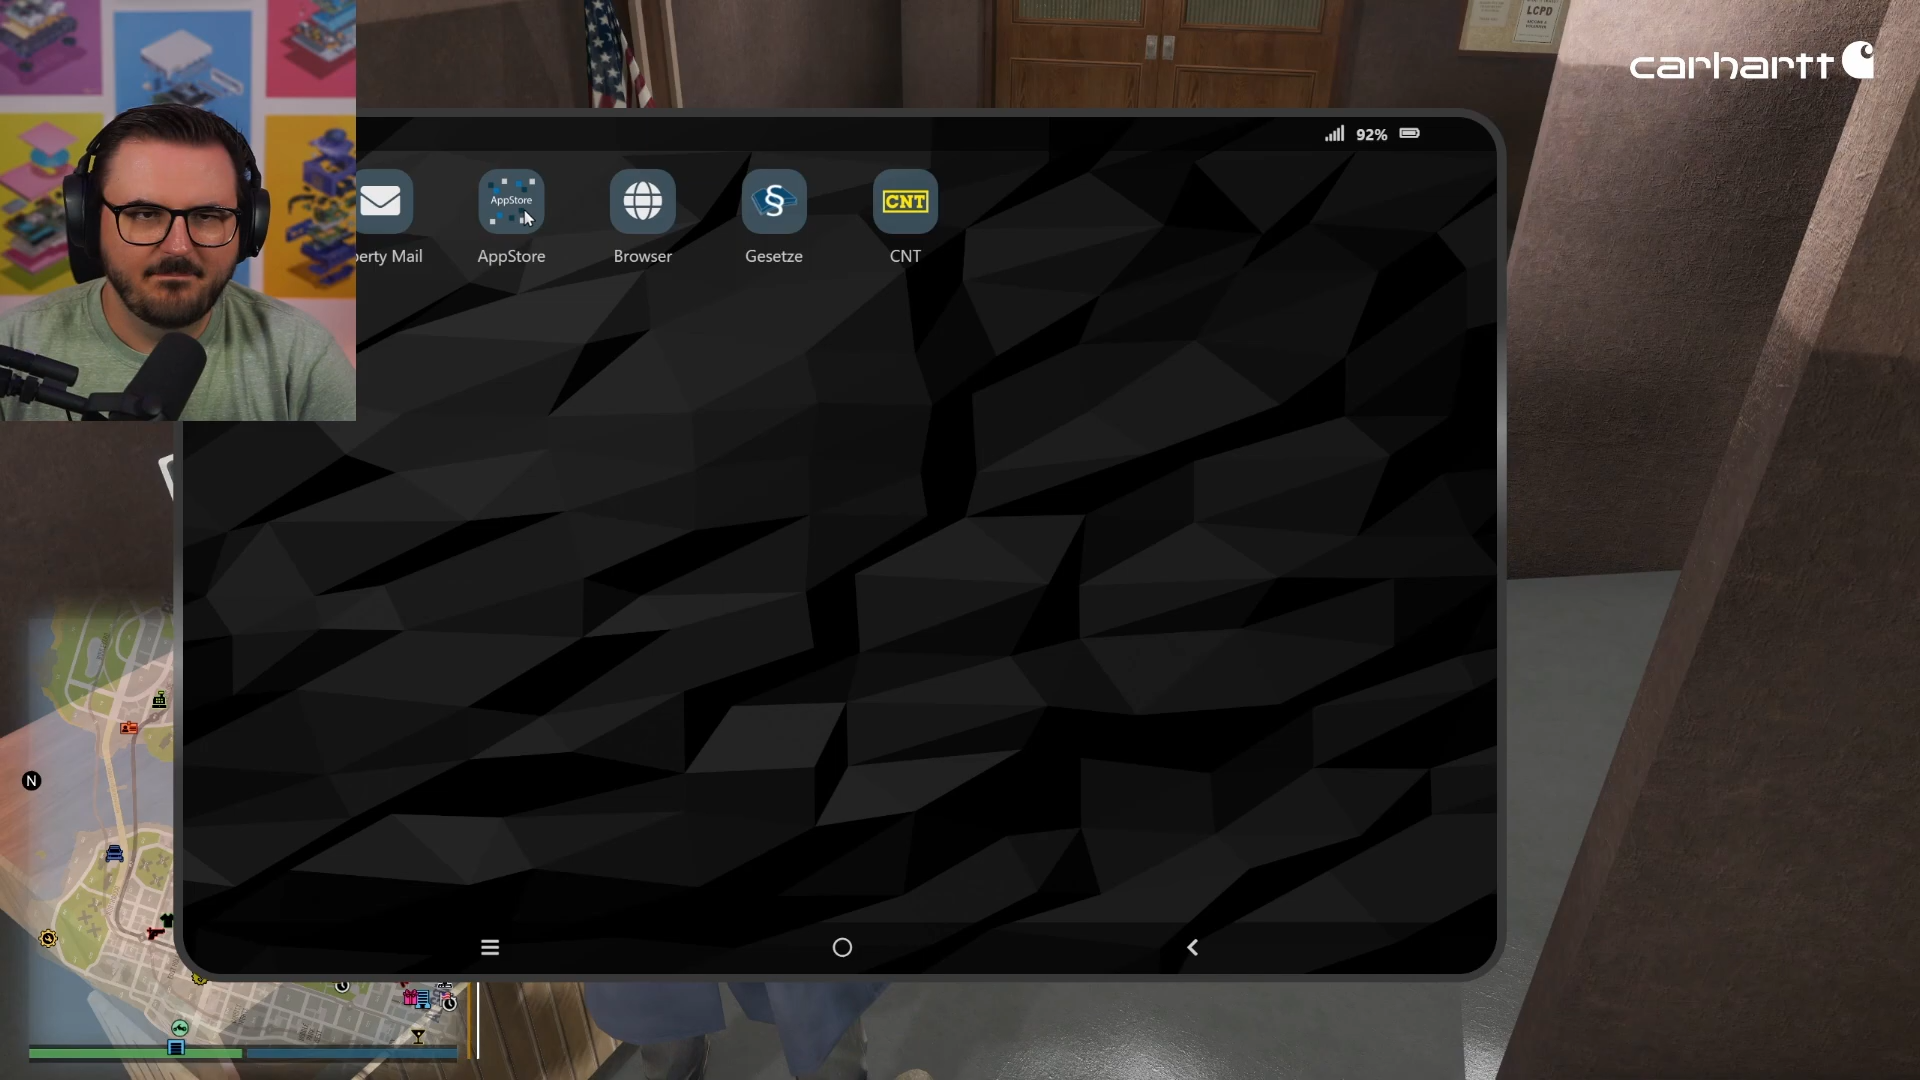 LCPD
carhartt
92%
AppStore
CNT
erty Mail
AppStore
Browser
Gesetze
CNT
N